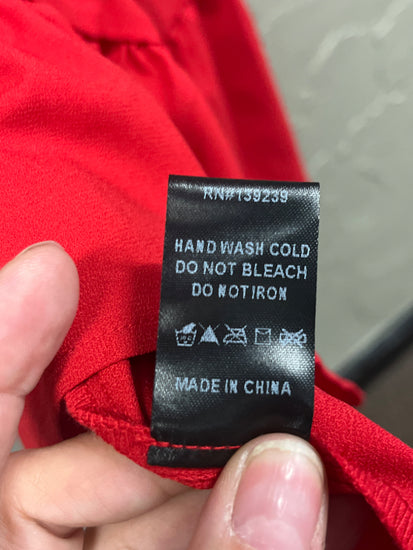 RN#139239
HAND WASH COLD
DO NOT BLEACH
DO NOT IRON
MADE IN CHINA